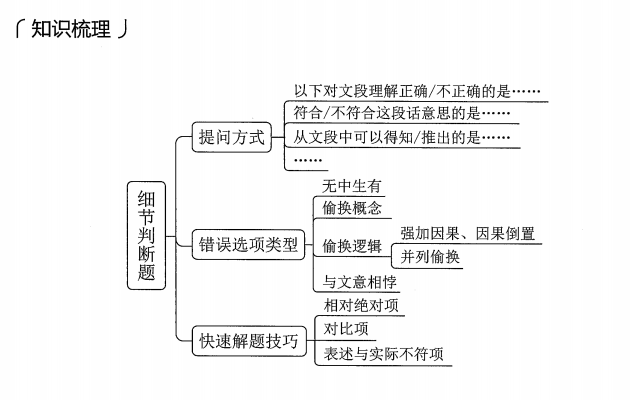 知识梳理
以下对文段理解正确/不正确的是……
符合/不符合这段话意思的是……
提问方式
从文段中可以得知/推出的是……
……
无中生有
偷换概念
细节判断题
错误选项类型
偷换逻辑
强加因果、因果倒置
并列偷换
与文意相悖
相对绝对项
快速解题技巧
对比项
表述与实际不符项